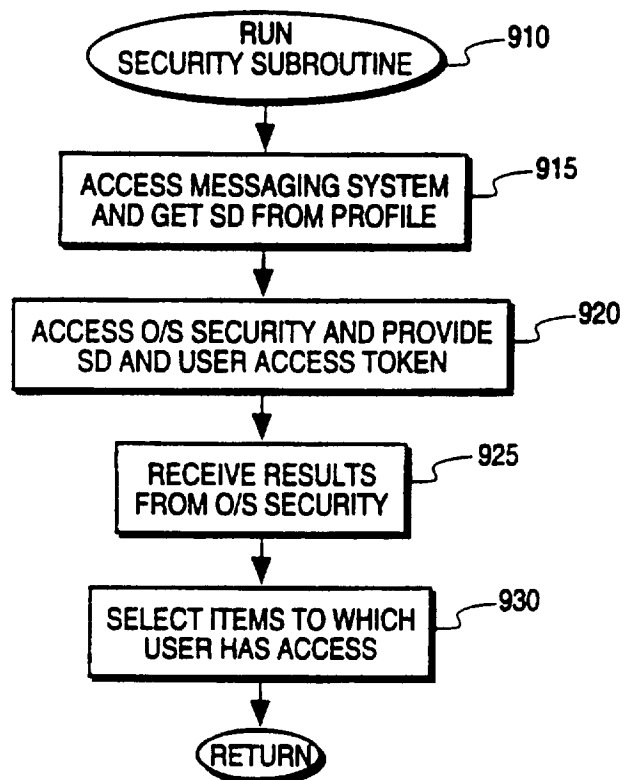 RUN
SECURITY SUBROUTINE
910
ACCESS MESSAGING SYSTEM
AND GET SD FROM PROFILE
915
ACCESS O/S SECURITY AND PROVIDE
SD AND USER ACCESS TOKEN
920
RECEIVE RESULTS
FROM O/S SECURITY
925
SELECT ITEMS TO WHICH
USER HAS ACCESS
930
RETURN